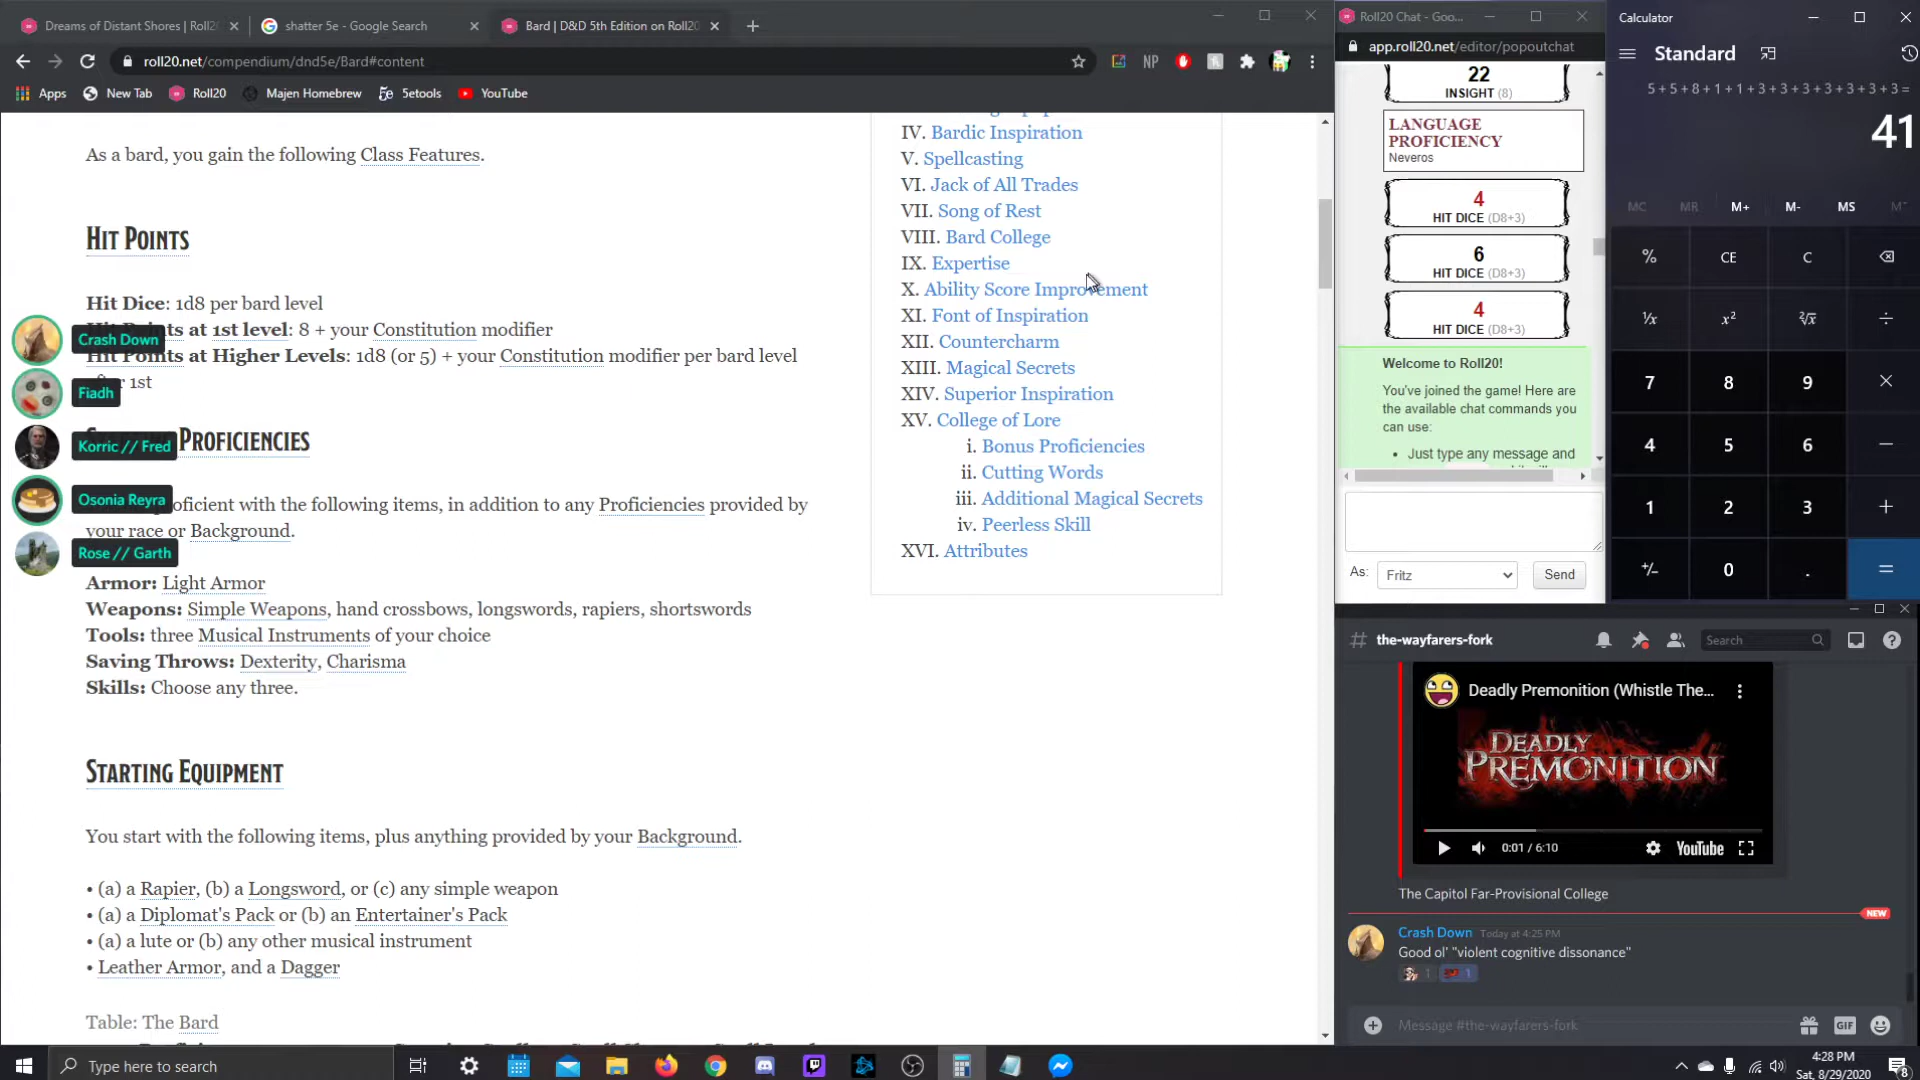 Dreams of Distant Shores | Roll2
shatter 5e - Google Search
Bard | D&D 5th Edition on Roll20
roll20.net/compendium/dnd5e/Bard#content
NP
Apps
New Tab
Roll20
Majen Homebrew
5etools
YouTube
As a bard, you gain the following Class Features.
HIT POINTS
Hit Dice: 1d8 per bard level
Hit Points at 1st level: 8 + your Constitution modifier
Hit Points at Higher Levels: 1d8 (or 5) + your Constitution modifier per bard level
after 1st
PROFICIENCIES
proficient with the following items, in addition to any Proficiencies provided by
your race or Background.
Armor: Light Armor
Weapons: Simple Weapons, hand crossbows, longswords, rapiers, shortswords
Tools: three Musical Instruments of your choice
Saving Throws: Dexterity, Charisma
Skills: Choose any three.
STARTING EQUIPMENT
You start with the following items, plus anything provided by your Background.
• (a) a Rapier, (b) a Longsword, or (c) any simple weapon
• (a) a Diplomat's Pack or (b) an Entertainer's Pack
• (a) a lute or (b) any other musical instrument
• Leather Armor, and a Dagger
Table: The Bard
Crash Down
Fiadh
Korric // Fred
Osonia Reyra
Rose // Garth
IV. Bardic Inspiration
V. Spellcasting
VI. Jack of All Trades
VII. Song of Rest
VIII. Bard College
IX. Expertise
X. Ability Score Improvement
XI. Font of Inspiration
XII. Countercharm
XIII. Magical Secrets
XIV. Superior Inspiration
XV. College of Lore
i. Bonus Proficiencies
ii. Cutting Words
iii. Additional Magical Secrets
iv. Peerless Skill
XVI. Attributes
Roll20 Chat - Goo...
app.roll20.net/editor/popoutchat
22
INSIGHT (8)
LANGUAGE
PROFICIENCY
Neveros
4
HIT DICE (D8+3)
6
HIT DICE (D8+3)
4
HIT DICE (D8+3)
Welcome to Roll20!
You've joined the game! Here are
the available chat commands you
can use:
• Just type any message and
As:
Fritz
Send
Calculator
Standard
5 + 5 + 8 + 1 + 1 + 3 + 3 + 3 + 3 + 3 + 3 =
41
MC MR M+ M- MS
% CE C
¹/x x² ²√x ÷
7 8 9 ×
4 5 6 −
1 2 3 +
+/- 0 . =
# the-wayfarers-fork
Search
Deadly Premonition (Whistle The...
DEADLY
PREMONITION
0:01 / 6:10
YouTube
The Capitol Far-Provisional College
NEW
Crash Down Today at 4:25 PM
Good ol' "violent cognitive dissonance"
1 1
Message #the-wayfarers-fork
GIF
Type here to search
4:28 PM
Sat, 8/29/2020
8